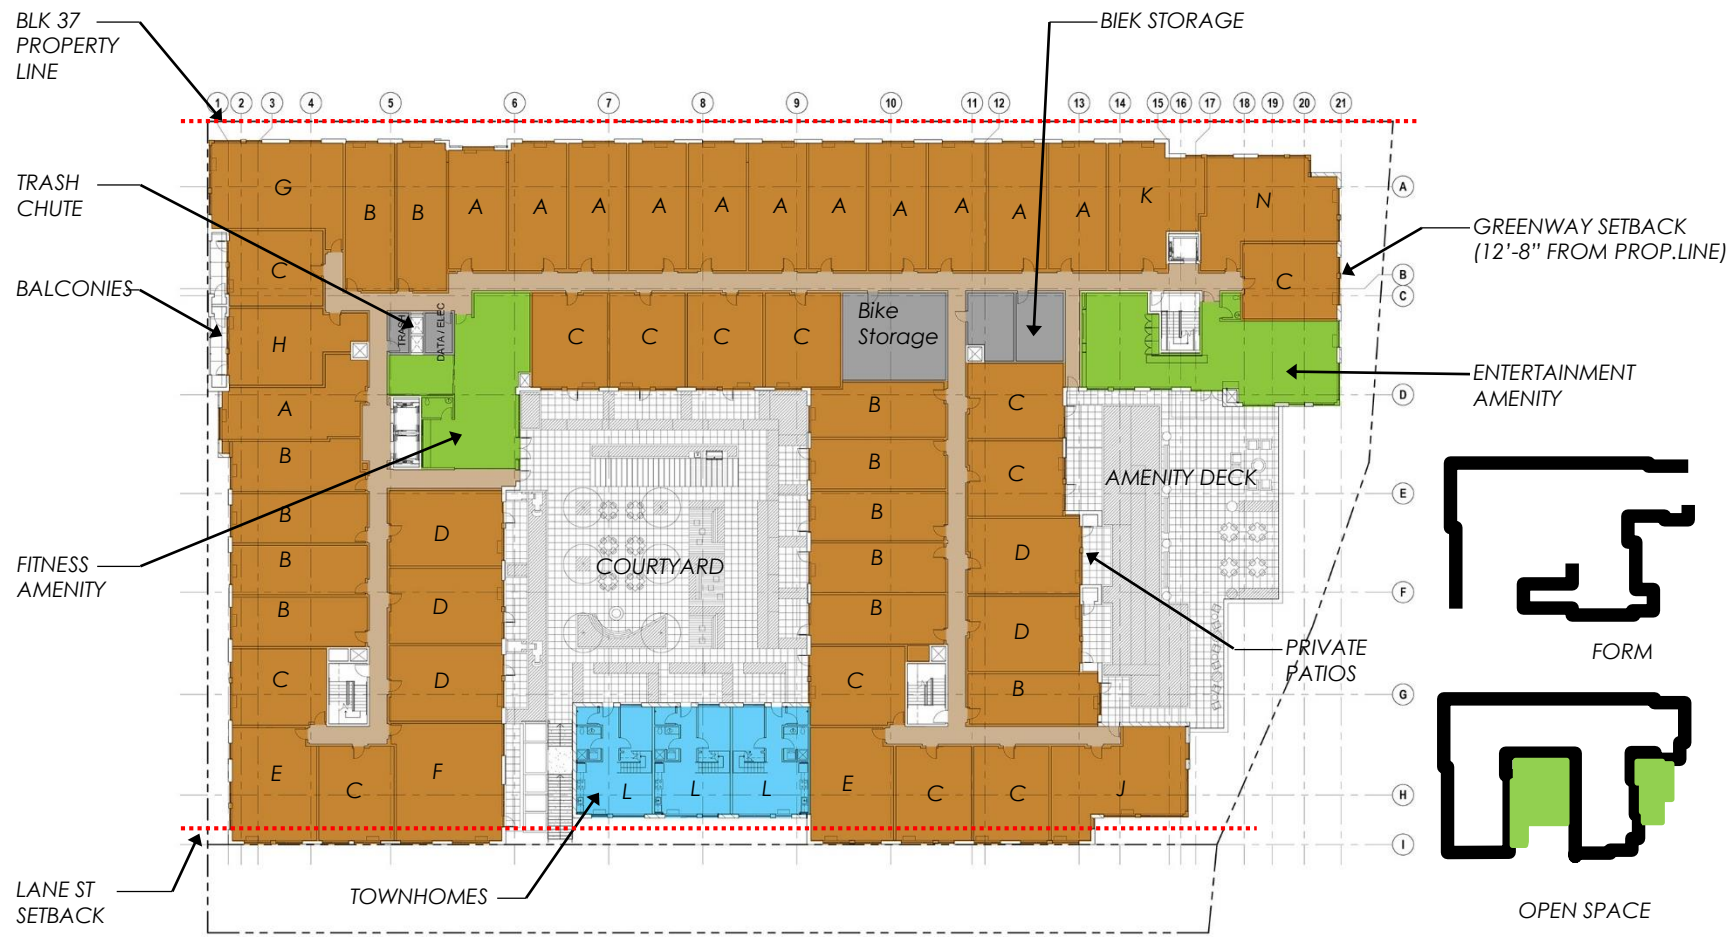 BLK 37
PROPERTY
LINE
BIEK STORAGE
1 2 3 4 5 6 7 8 9 10 11 12 13 14 15 16 17 18 19 20 21
TRASH
CHUTE
G B B A A A A A A A A A A A K N
A
GREENWAY SETBACK
(12'-8" FROM PROP.LINE)
C
C
B
C
BALCONIES
TRASH
DATA / ELEC
H
C C C C
Bike
Storage
ENTERTAINMENT
AMENITY
D
A
B
C
B
B
C
AMENITY DECK
E
B
D
B
D
FITNESS
AMENITY
COURTYARD
B
B
D
F
B
D
B
D
PRIVATE
PATIOS
FORM
C
D
C
B
G
E
C
F
L L L
E
C
C
J
H
I
LANE ST
SETBACK
TOWNHOMES
OPEN SPACE